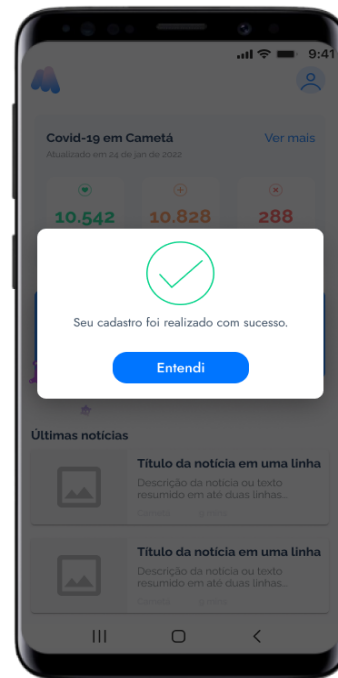 9:41
Covid-19 em Cametá
Ver mais
Atualizado em 24 de jan de 2022
10.542
10.828
288
Seu cadastro foi realizado com sucesso.
Entendi
Últimas notícias
Título da notícia em uma linha
Descrição da notícia ou texto
resumido em até duas linhas...
Título da notícia em uma linha
Descrição da notícia ou texto
resumido em até duas linhas...